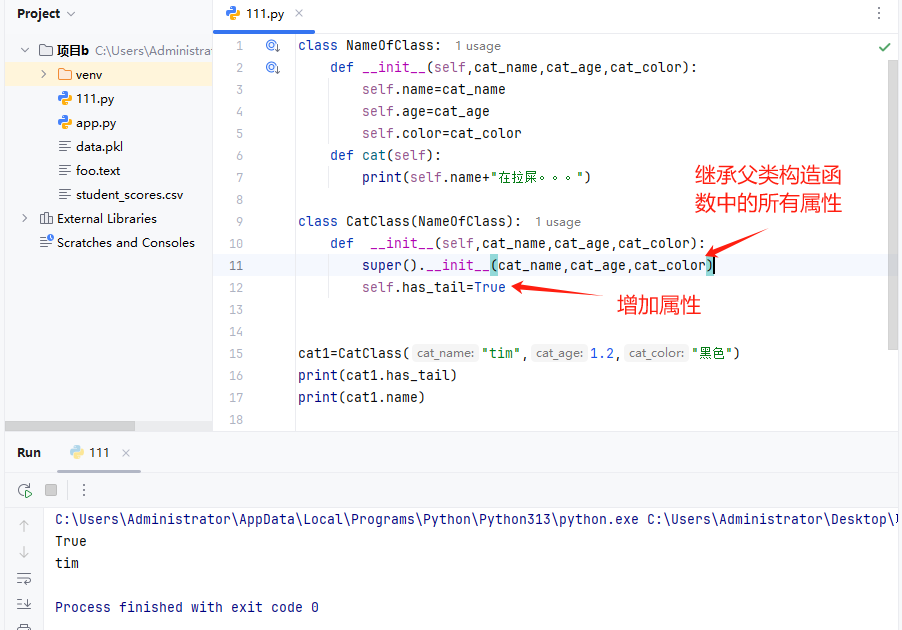 Project
111.py
项目b C:\Users\Administra
venv
111.py
app.py
data.pkl
foo.text
student_scores.csv
External Libraries
Scratches and Consoles
1 class NameOfClass: 1 usage
2 def __init__(self,cat_name,cat_age,cat_color):
3 self.name=cat_name
4 self.age=cat_age
5 self.color=cat_color
6 def cat(self):
7 print(self.name+"在拉屎。。。")
8
9 class CatClass(NameOfClass): 1 usage
10 def __init__(self,cat_name,cat_age,cat_color):
11 super().__init__(cat_name,cat_age,cat_color)
12 self.has_tail=True
13
14
15 cat1=CatClass( cat_name: "tim", cat_age: 1.2, cat_color: "黑色")
16 print(cat1.has_tail)
17 print(cat1.name)
18
继承父类构造函
数中的所有属性
增加属性
Run 111
C:\Users\Administrator\AppData\Local\Programs\Python\Python313\python.exe C:\Users\Administrator\Desktop\
True
tim
Process finished with exit code 0